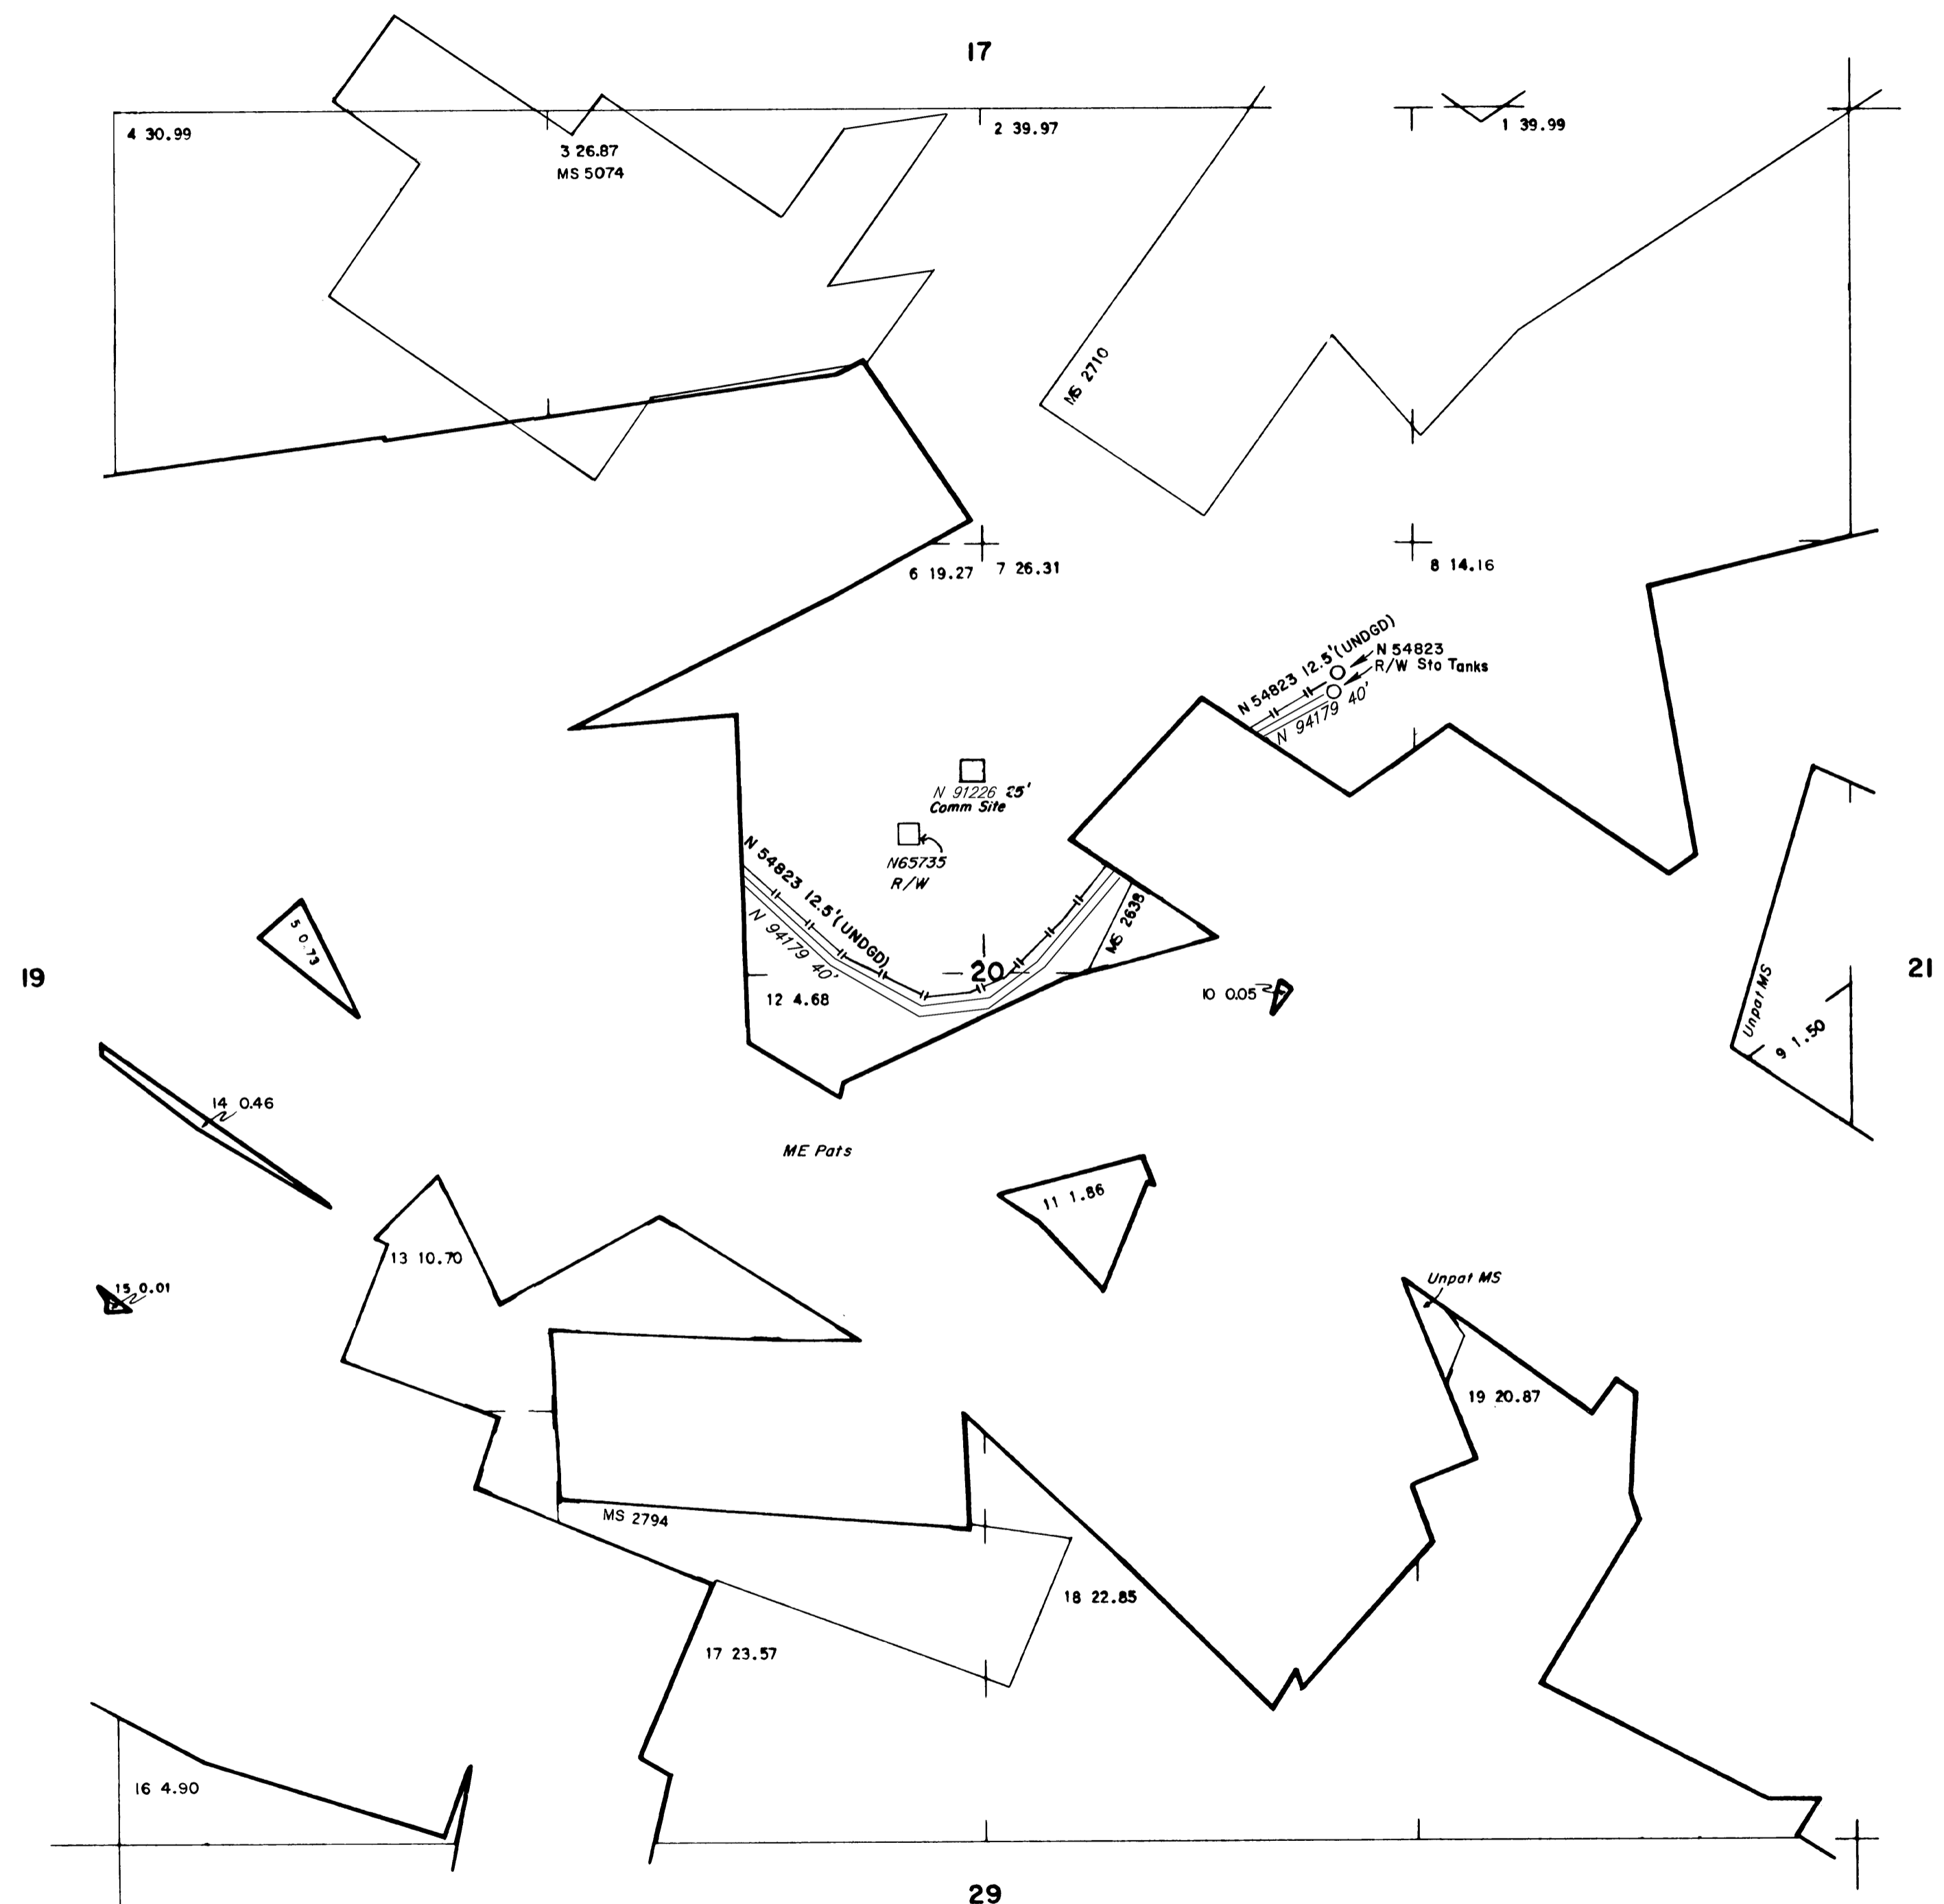 17
4 30.99
3 26.87
MS 5074
2 39.97
1 39.99
MS 2710
6 19.27
7 26.31
8 14.16
N 54823 12.5' (UNDGD)
N 54823
R/W Sto Tanks
N 94179 40'
N 91226 25'
Comm Site
N65735
R/W
N 54823 12.5' (UNDGD)
N 94179 40'
MS 2638
5 0.73
19
20
21
12 4.68
10 0.05
Unpat MS
9 1.50
14 0.46
ME Pats
11 1.86
13 10.70
15 0.01
Unpat MS
19 20.87
MS 2794
18 22.85
17 23.57
16 4.90
29